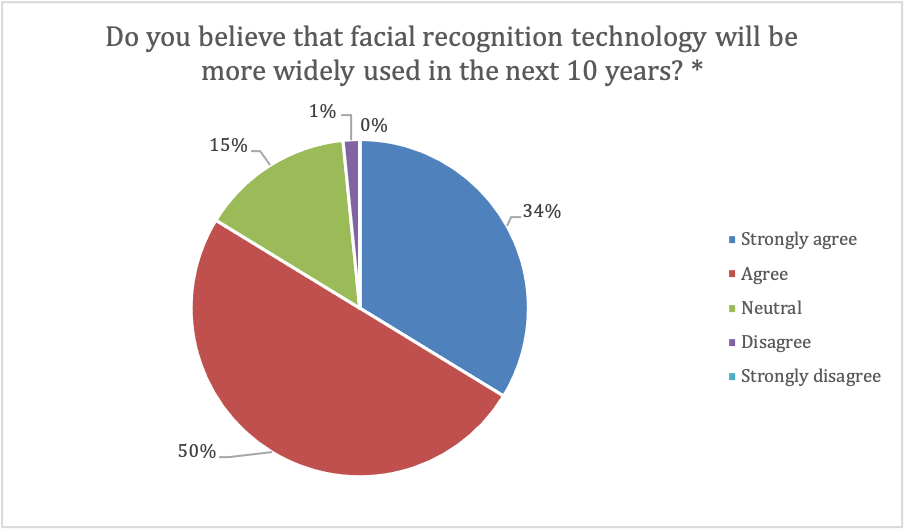 Do you believe that facial recognition technology will be
more widely used in the next 10 years? *
1%
0%
15%
34%
Strongly agree
Agree
Neutral
Disagree
Strongly disagree
50%